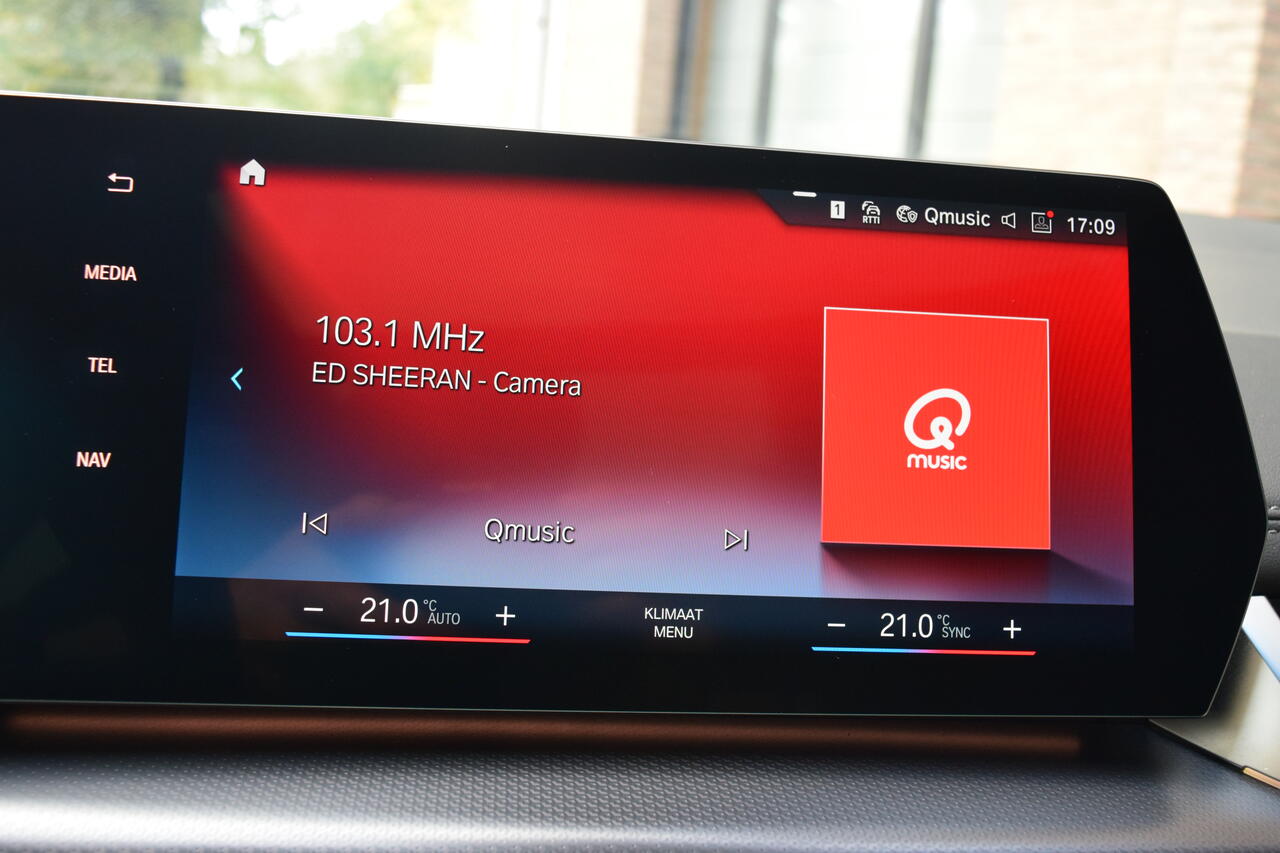 1 RTTI Qmusic 17:09
MEDIA
TEL
NAV
103.1 MHz
ED SHEERAN - Camera
Q
music
Qmusic
− 21.0 °C AUTO +
KLIMAAT
MENU
− 21.0 °C SYNC +